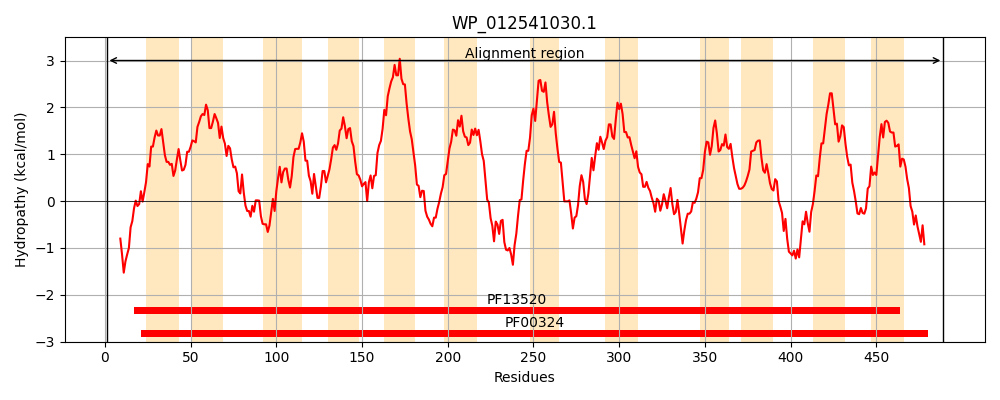 WP_012541030.1
Alignment region
Hydropathy (kcal/mol)
3
2
1
0
−1
−2
−3
PF13520
PF00324
0 50 100 150 200 250 300 350 400 450
Residues